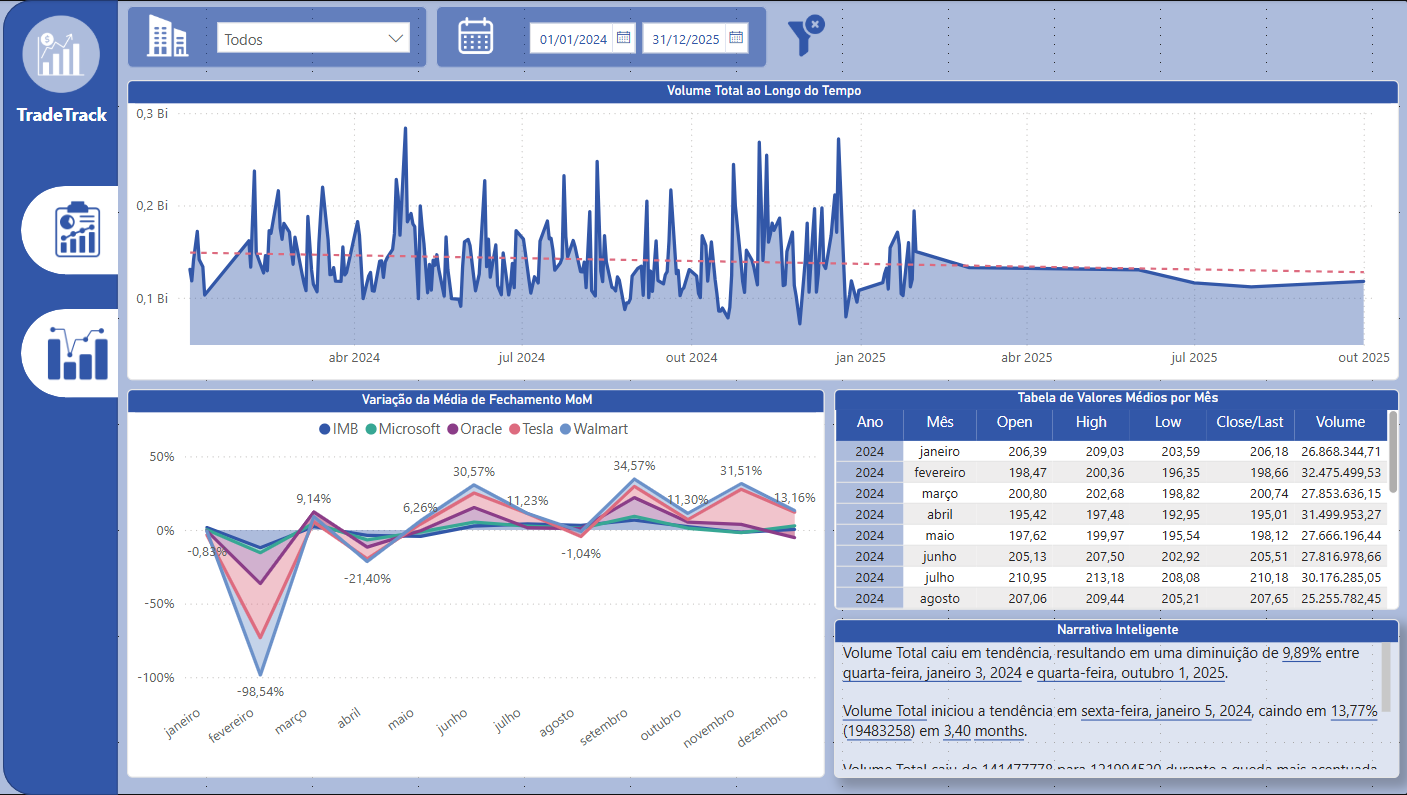 TradeTrack
Todos
01/01/2024
31/12/2025
Volume Total ao Longo do Tempo
0,3 Bi
0,2 Bi
0,1 Bi
abr 2024 jul 2024 out 2024 jan 2025 abr 2025 jul 2025 out 2025
Variação da Média de Fechamento MoM
IMB Microsoft Oracle Tesla Walmart
50%
0%
-50%
-100%
-0,83%
-98,54%
9,14%
-21,40%
6,26%
30,57%
11,23%
-1,04%
34,57%
11,30%
31,51%
13,16%
janeiro fevereiro março abril maio junho julho agosto setembro outubro novembro dezembro
Tabela de Valores Médios por Mês
Ano Mês Open High Low Close/Last Volume
2024 janeiro 206,39 209,03 203,59 206,18 26.868.344,71
2024 fevereiro 198,47 200,36 196,35 198,66 32.475.499,53
2024 março 200,80 202,68 198,82 200,74 27.853.636,15
2024 abril 195,42 197,48 192,95 195,01 31.499.953,27
2024 maio 197,62 199,97 195,54 198,12 27.666.196,44
2024 junho 205,13 207,50 202,92 205,51 27.816.978,66
2024 julho 210,95 213,18 208,08 210,18 30.176.285,05
2024 agosto 207,06 209,44 205,21 207,65 25.255.782,45
Narrativa Inteligente
Volume Total caiu em tendência, resultando em uma diminuição de 9,89% entre
quarta-feira, janeiro 3, 2024 e quarta-feira, outubro 1, 2025.
Volume Total iniciou a tendência em sexta-feira, janeiro 5, 2024, caindo em 13,77%
(19483258) em 3,40 months.
Volume Total caiu de 141477778 para 121994520 durante a queda mais acentuada